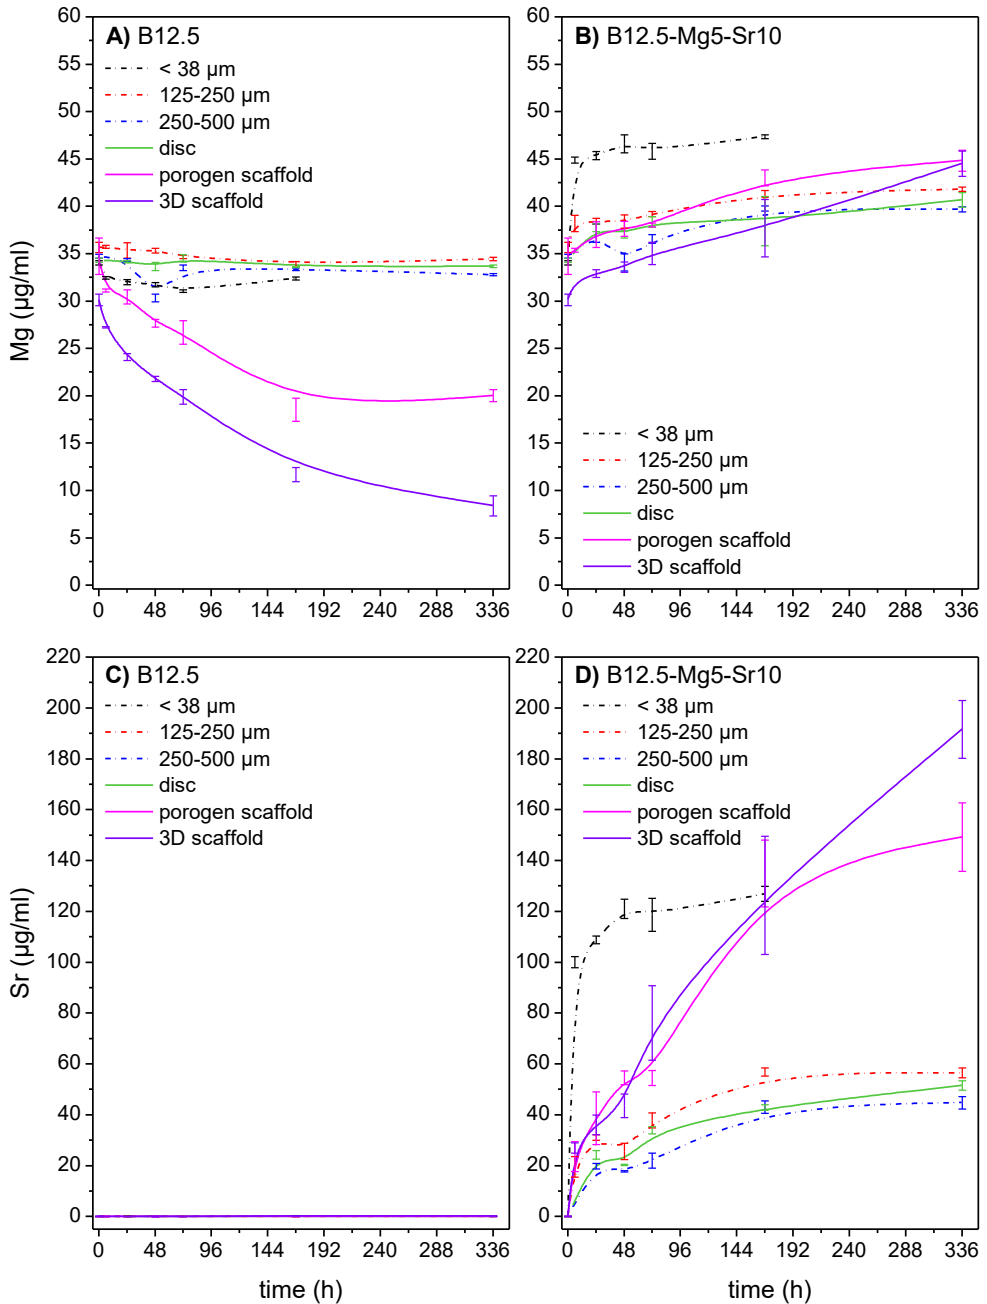 A) B12.5
< 38 µm
125-250 µm
250-500 µm
disc
porogen scaffold
3D scaffold
60
55
50
45
40
35
30
25
20
15
10
5
0
Mg (µg/ml)
0 48 96 144 192 240 288 336
B) B12.5-Mg5-Sr10
< 38 µm
125-250 µm
250-500 µm
disc
porogen scaffold
3D scaffold
60
55
50
45
40
35
30
25
20
15
10
5
0
0 48 96 144 192 240 288 336
C) B12.5
< 38 µm
125-250 µm
250-500 µm
disc
porogen scaffold
3D scaffold
220
200
180
160
140
120
100
80
60
40
20
0
Sr (µg/ml)
0 48 96 144 192 240 288 336
time (h)
D) B12.5-Mg5-Sr10
< 38 µm
125-250 µm
250-500 µm
disc
porogen scaffold
3D scaffold
220
200
180
160
140
120
100
80
60
40
20
0
0 48 96 144 192 240 288 336
time (h)